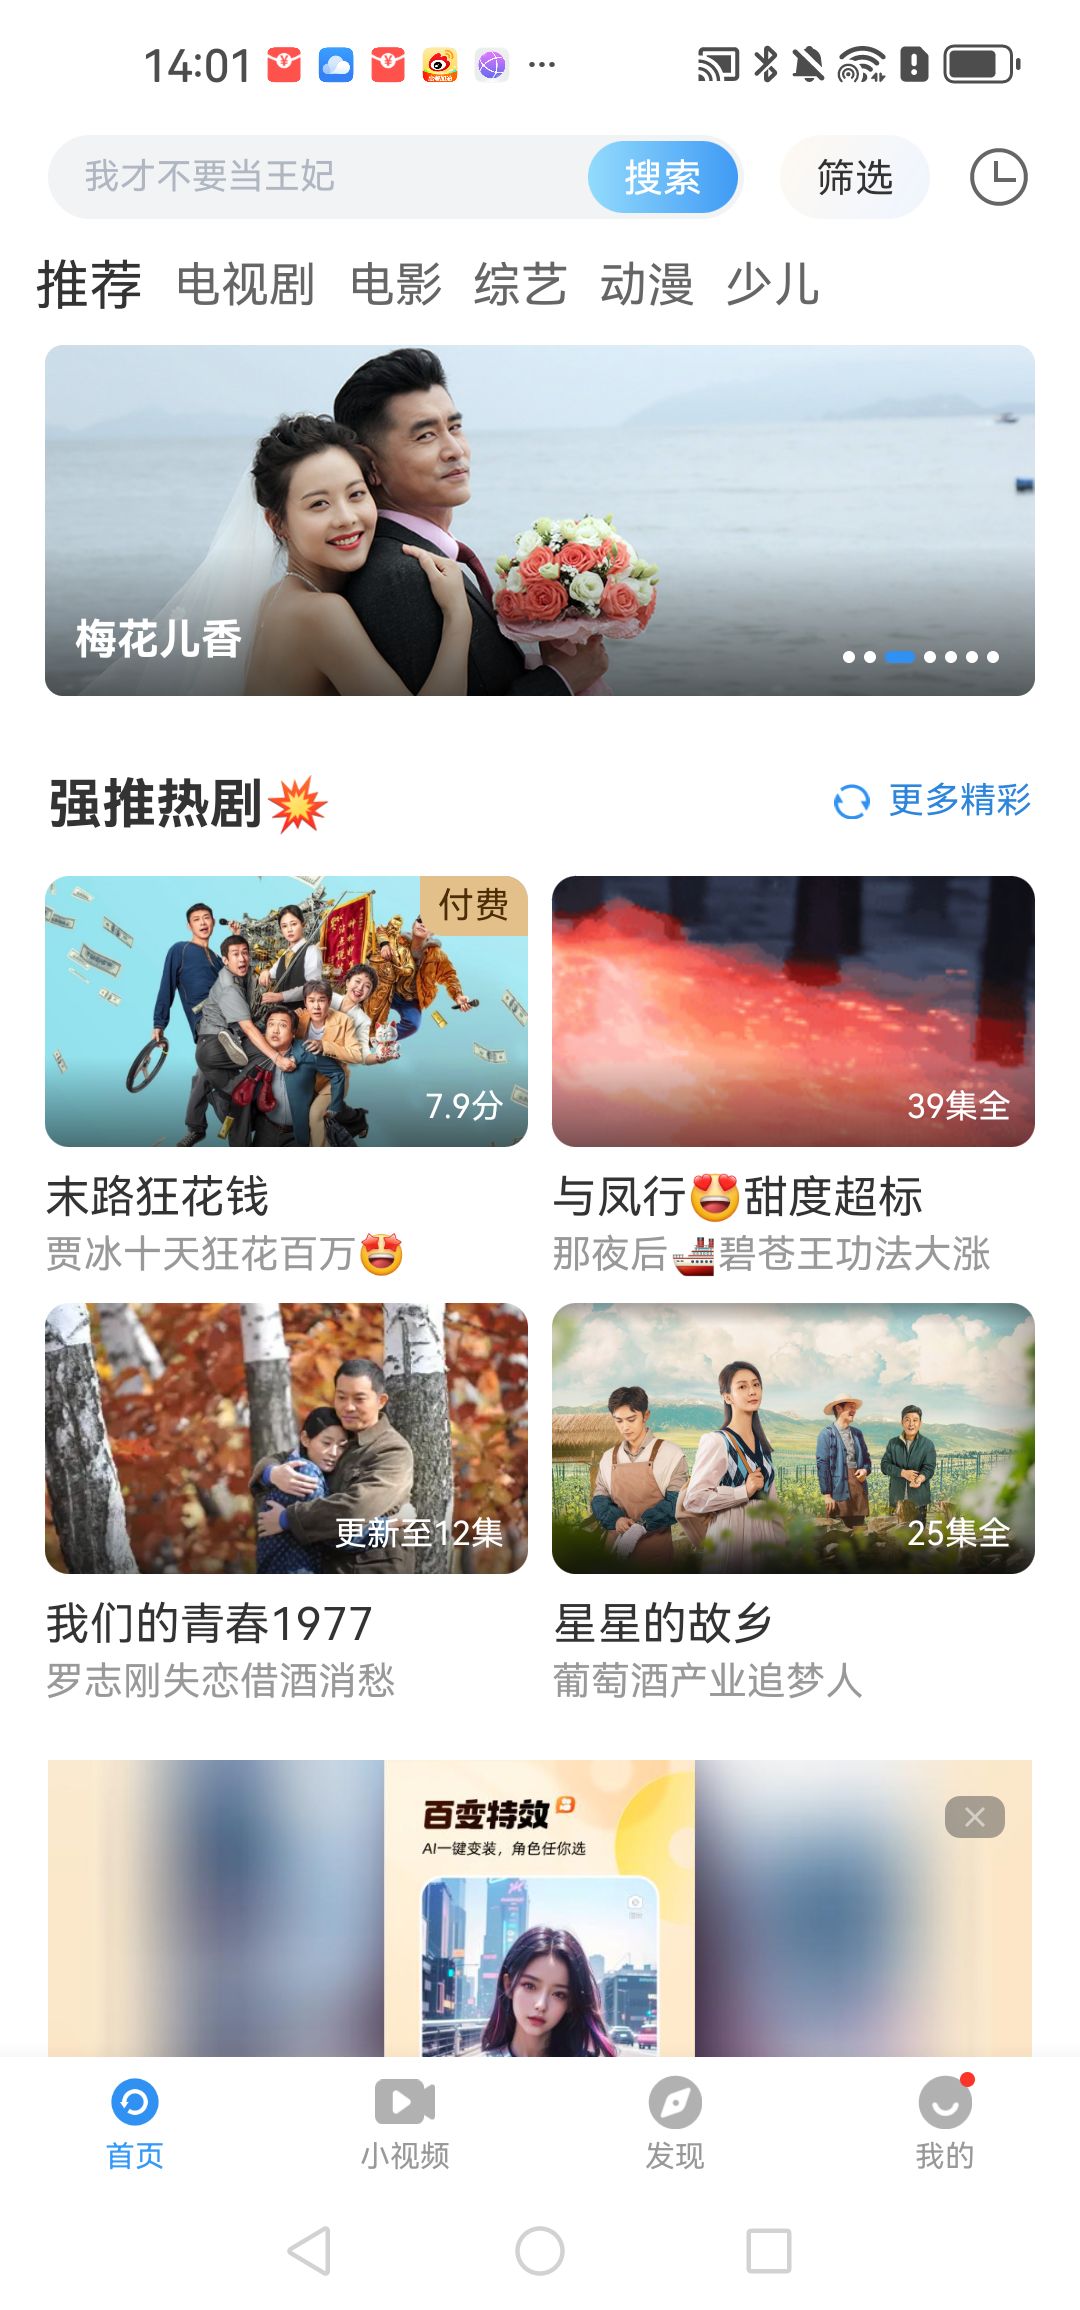 14:01
我才不要当王妃
搜索
筛选
推荐 电视剧 电影 综艺 动漫 少儿
梅花儿香
强推热剧💥
更多精彩
付费
7.9分
39集全
末路狂花钱
与凤行😍甜度超标
贾冰十天狂花百万🤩
那夜后🚢碧苍王功法大涨
更新至12集
25集全
我们的青春1977
星星的故乡
罗志刚失恋借酒消愁
葡萄酒产业追梦人
百变特效
AI一键变装，角色任你选
首页
小视频
发现
我的